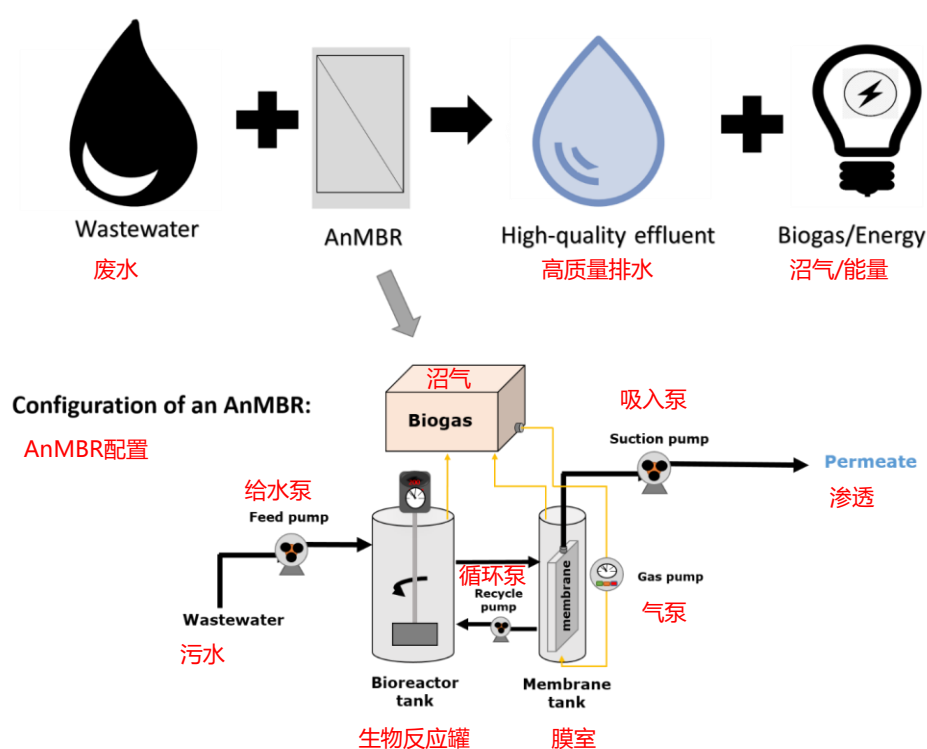 Wastewater
废水
AnMBR
High-quality effluent
高质量排水
Biogas/Energy
沼气/能量
Configuration of an AnMBR:
AnMBR配置
沼气
Biogas
吸入泵
Suction pump
Permeate
渗透
给水泵
Feed pump
Wastewater
污水
循环泵
Recycle
pump
membrane
Gas pump
气泵
Bioreactor
tank
生物反应罐
Membrane
tank
膜室